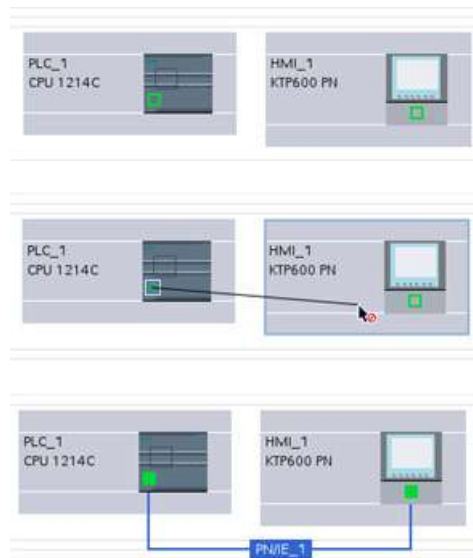 PLC_1
CPU 1214C
HMI_1
KTP600 PN
PLC_1
CPU 1214C
HMI_1
KTP600 PN
PLC_1
CPU 1214C
HMI_1
KTP600 PN
PN/IE_1